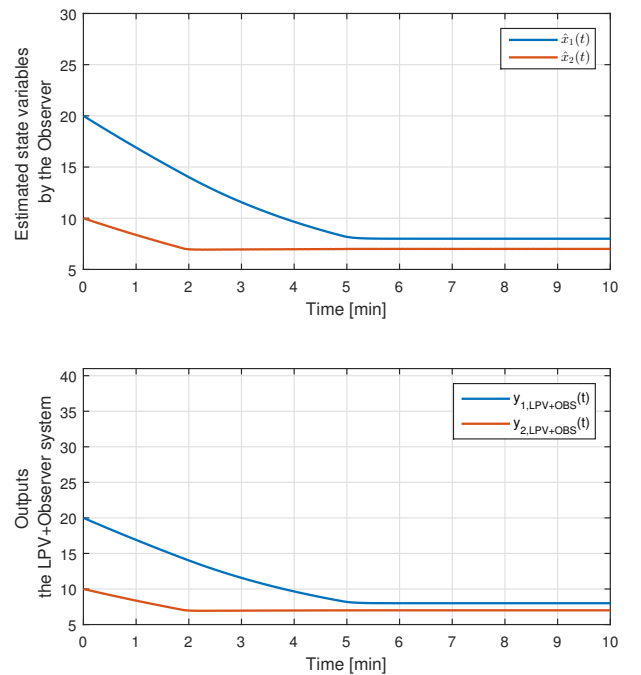 30
25
20
15
10
5
Estimated state variables
by the Observer
x̂₁(t)
x̂₂(t)
0 1 2 3 4 5 6 7 8 9 10
Time [min]
40
35
30
25
20
15
10
5
Outputs
the LPV+Observer system
y1,LPV+OBS(t)
y2,LPV+OBS(t)
0 1 2 3 4 5 6 7 8 9 10
Time [min]